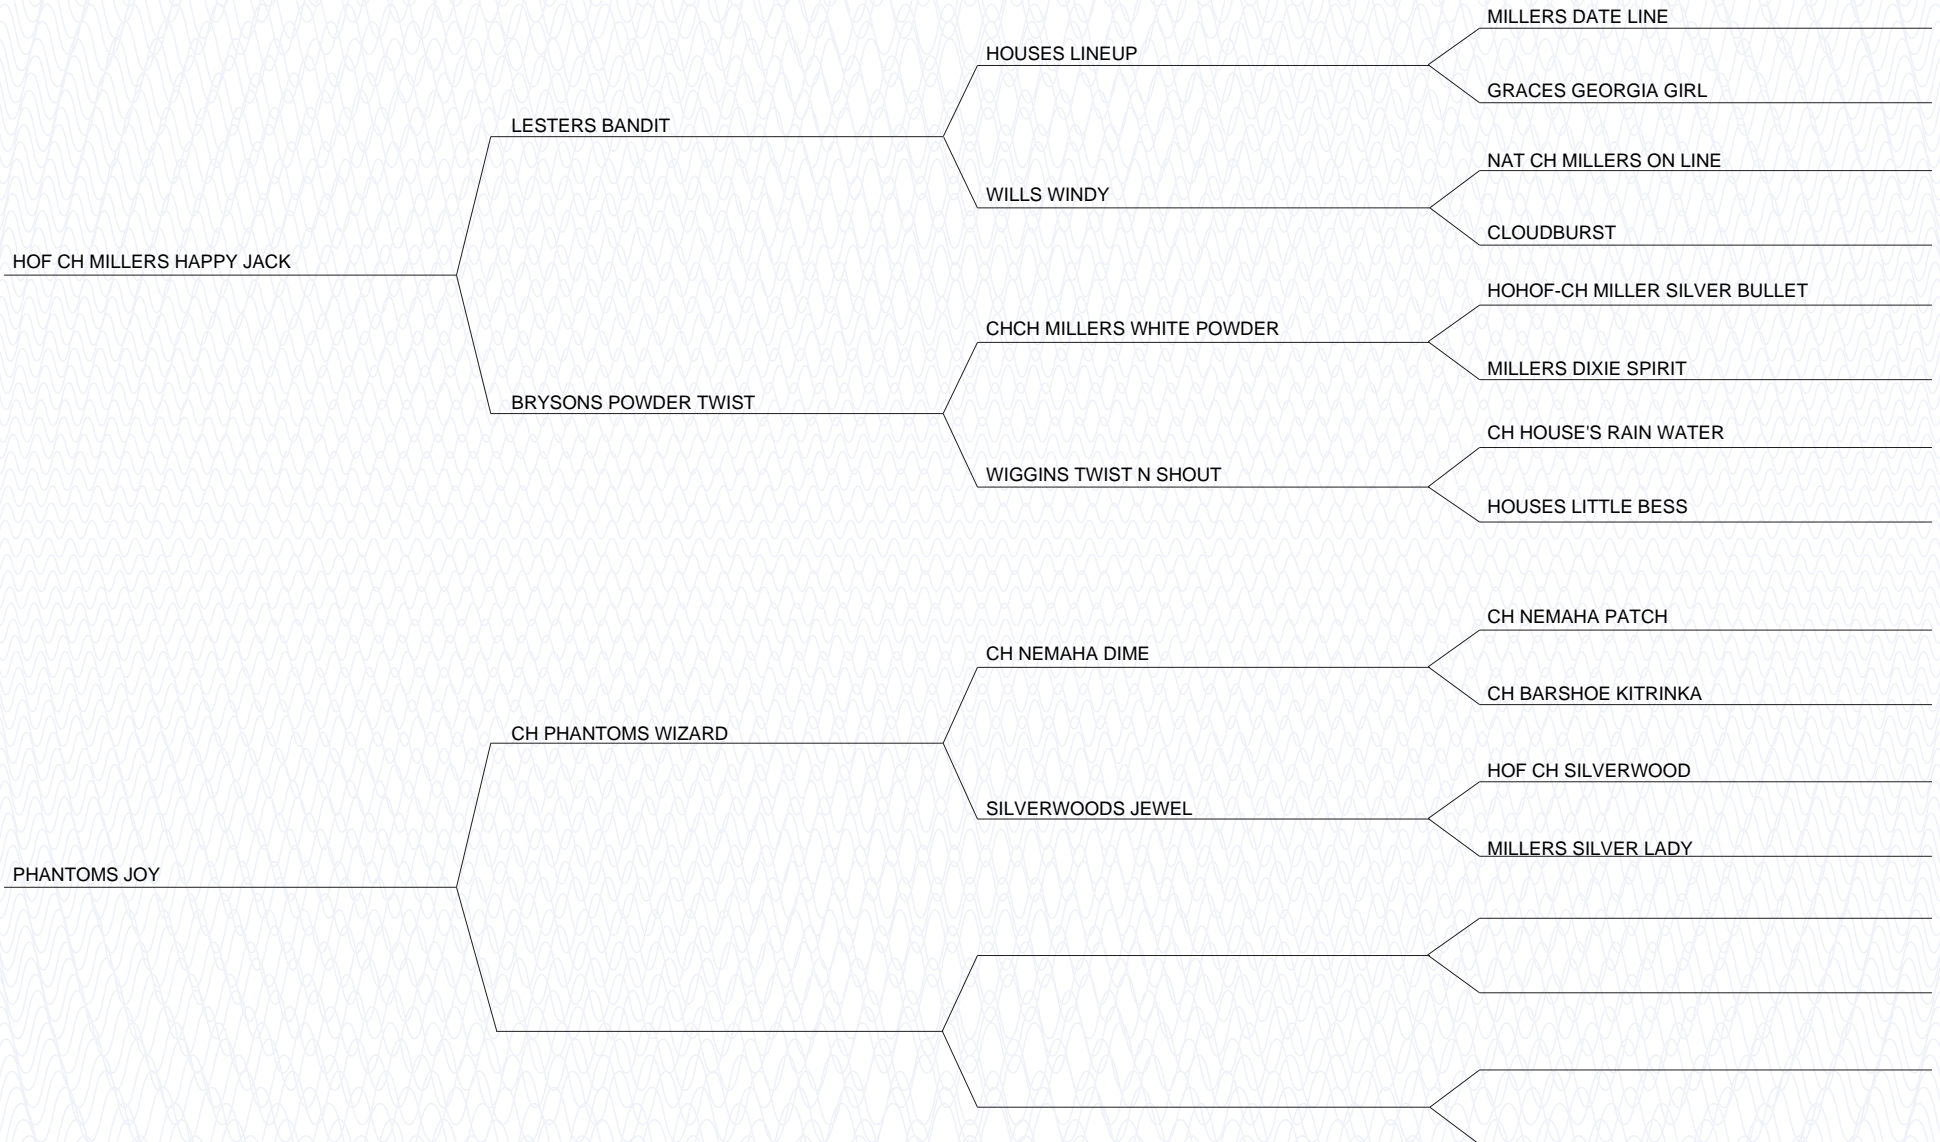 MILLERS DATE LINE
HOUSES LINEUP
GRACES GEORGIA GIRL
LESTERS BANDIT
NAT CH MILLERS ON LINE
WILLS WINDY
CLOUDBURST
HOF CH MILLERS HAPPY JACK
HOHOF-CH MILLER SILVER BULLET
CHCH MILLERS WHITE POWDER
MILLERS DIXIE SPIRIT
BRYSONS POWDER TWIST
CH HOUSE'S RAIN WATER
WIGGINS TWIST N SHOUT
HOUSES LITTLE BESS
CH NEMAHA PATCH
CH NEMAHA DIME
CH BARSHOE KITRINKA
CH PHANTOMS WIZARD
HOF CH SILVERWOOD
SILVERWOODS JEWEL
MILLERS SILVER LADY
PHANTOMS JOY